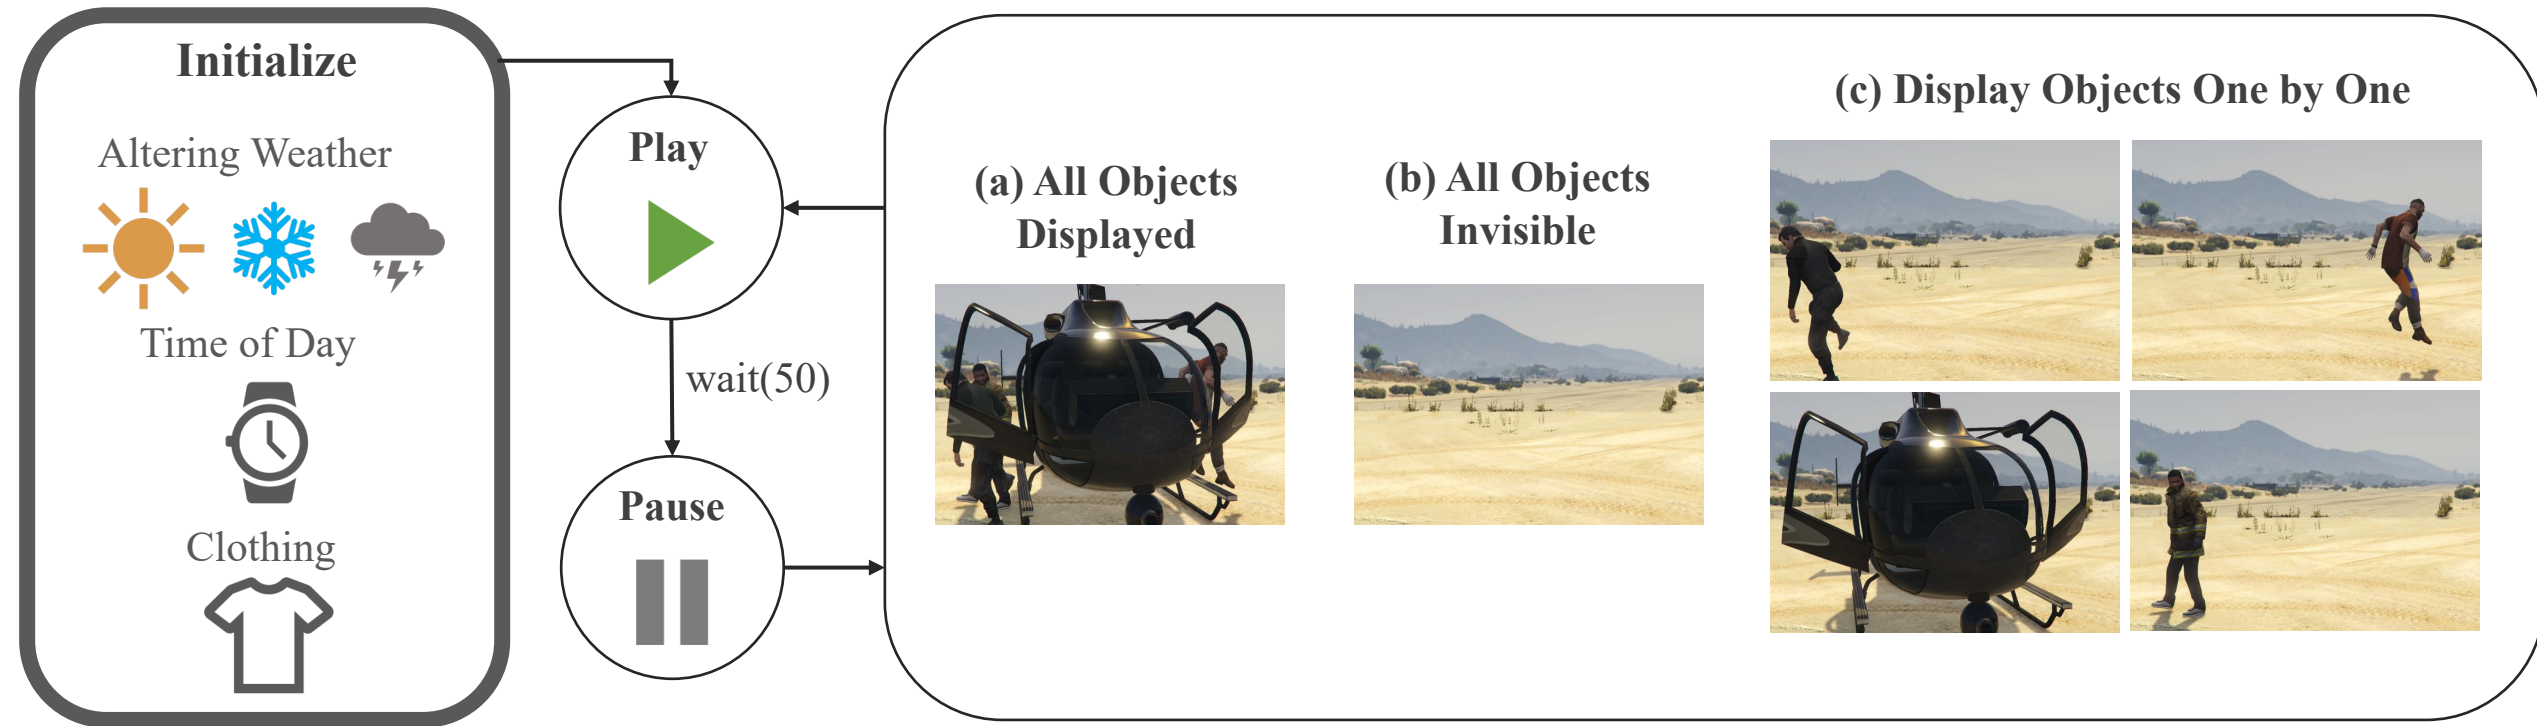 Initialize
Altering Weather
Time of Day
Clothing
Play
wait(50)
Pause
(a) All Objects
Displayed
(b) All Objects
Invisible
(c) Display Objects One by One